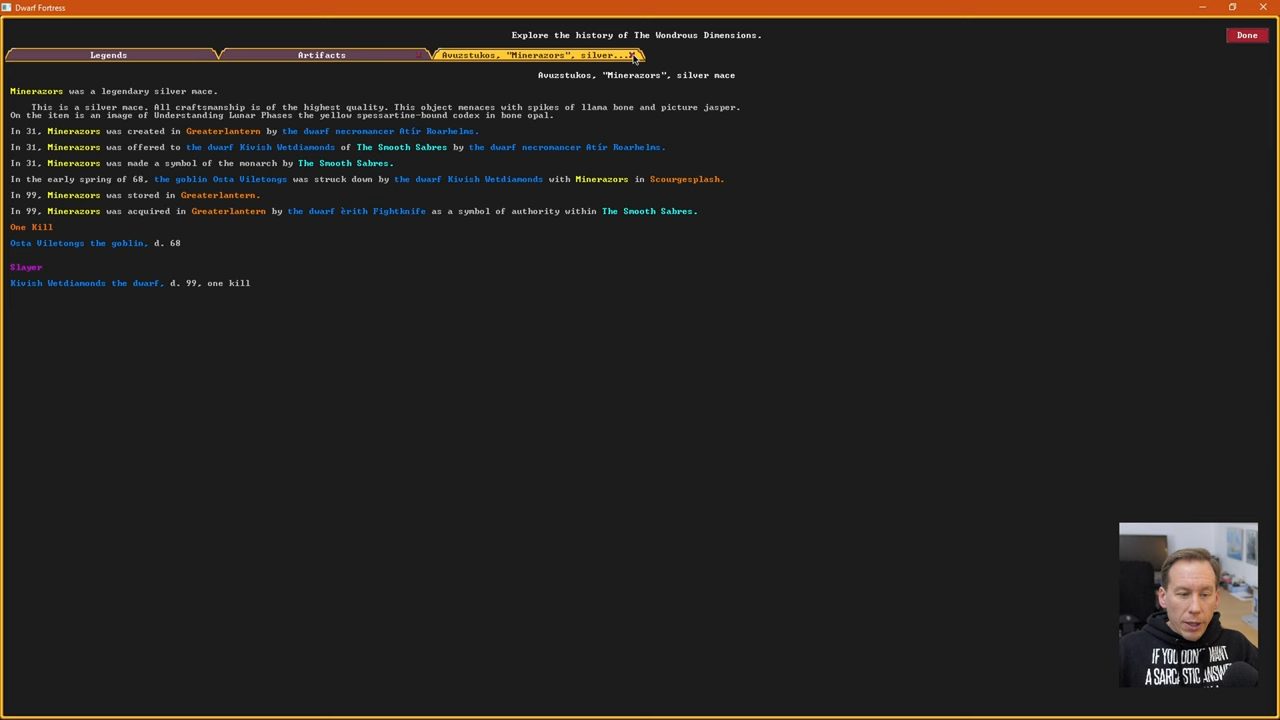 Dwarf Fortress
Explore the history of The Wondrous Dimensions.
Done
Legends
Artifacts
Avuzstukos, "Minerazors", silver...
Avuzstukos, "Minerazors", silver mace
Minerazors was a legendary silver mace.
This is a silver mace. All craftsmanship is of the highest quality. This object menaces with spikes of llama bone and picture jasper.
On the item is an image of Understanding Lunar Phases the yellow spessartine-bound codex in bone opal.
In 31, Minerazors was created in Greaterlantern by the dwarf necromancer Atír Roarhelms.
In 31, Minerazors was offered to the dwarf Kivish Wetdiamonds of The Smooth Sabres by the dwarf necromancer Atír Roarhelms.
In 31, Minerazors was made a symbol of the monarch by The Smooth Sabres.
In the early spring of 68, the goblin Osta Viletongs was struck down by the dwarf Kivish Wetdiamonds with Minerazors in Scourgesplash.
In 99, Minerazors was stored in Greaterlantern.
In 99, Minerazors was acquired in Greaterlantern by the dwarf èrith Fightknife as a symbol of authority within The Smooth Sabres.
One Kill
Osta Viletongs the goblin, d. 68
Slayer
Kivish Wetdiamonds the dwarf, d. 99, one kill
IF YOU DON'T WANT
A SARCASTIC ANSWER